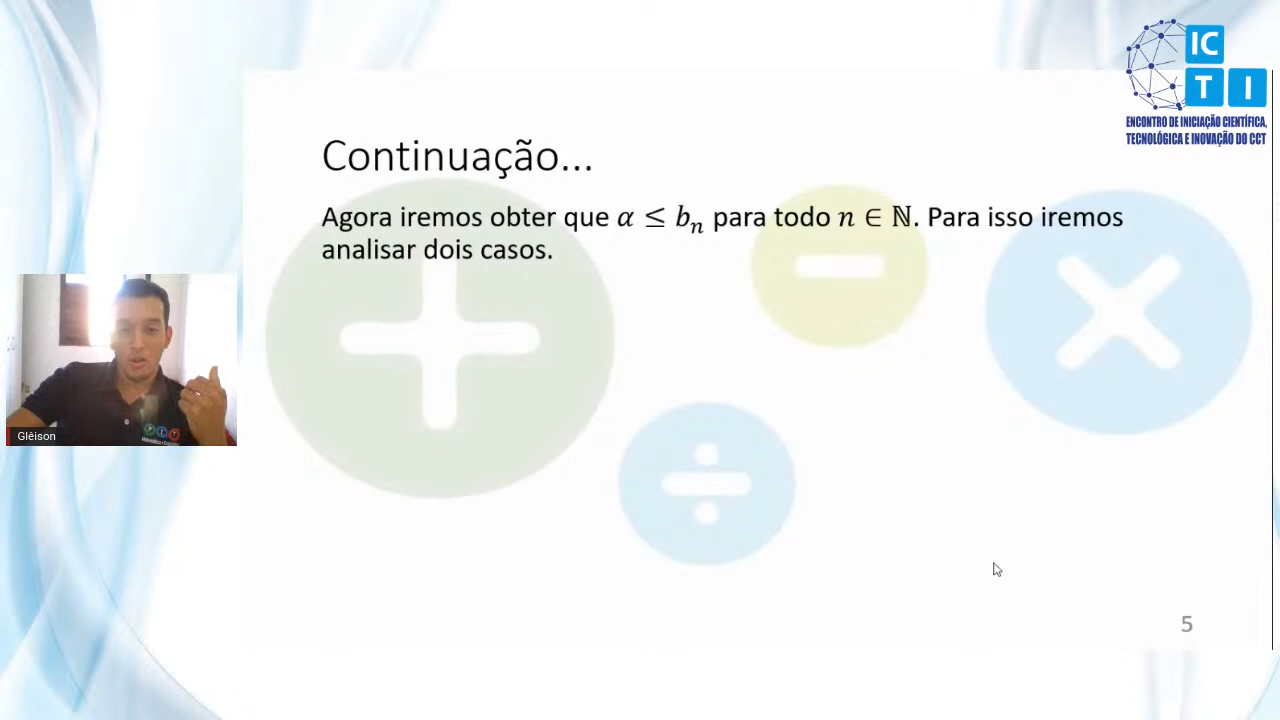 IC
T I
ENCONTRO DE INICIAÇÃO CIENTÍFICA,
TECNOLÓGICA E INOVAÇÃO DO CCT
Continuação...
Agora iremos obter que α ≤ bₙ para todo n ∈ ℕ. Para isso iremos
analisar dois casos.
Glêison
5